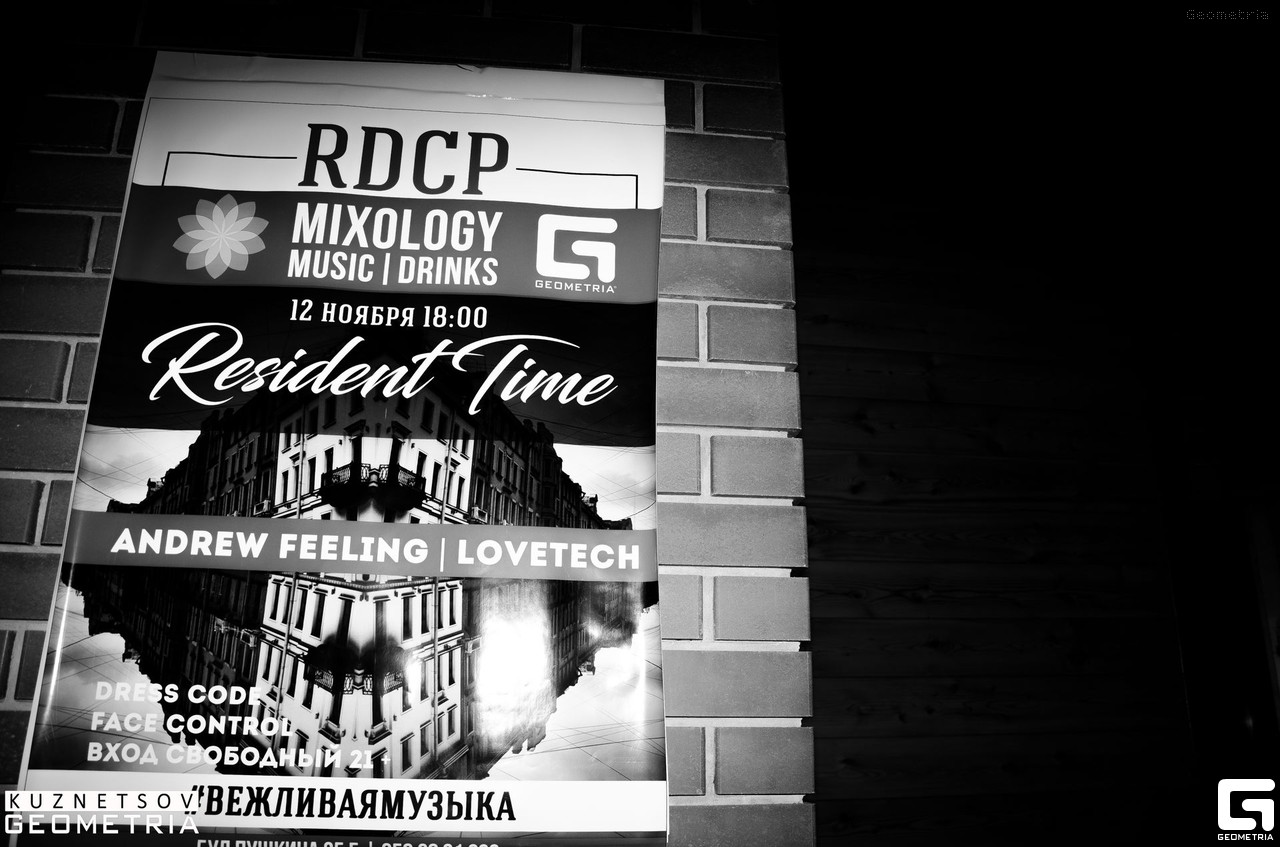 Geometria
RDCP
MIXOLOGY
MUSIC | DRINKS
GEOMETRIA
12 НОЯБРЯ 18:00
Resident Time
ANDREW FEELING | LOVETECH
DRESS CODE
FACE CONTROL
ВХОД СВОБОДНЫЙ 21 +
#ВЕЖЛИВАЯМУЗЫКА
KUZNETSOV
GEOMETRIA
GEOMETRIA